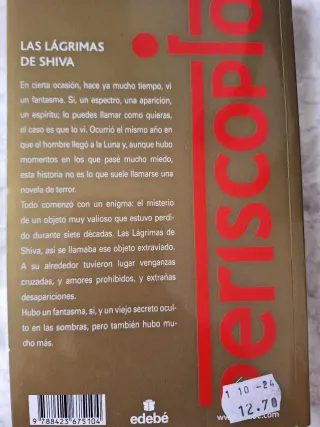 LAS LÁGRIMAS
DE SHIVA
En cierta ocasión, hace ya mucho tiempo, vi
un fantasma. Sí, un espectro, una aparición,
un espíritu; lo puedes llamar como quieras,
el caso es que lo vi. Ocurrió el mismo año en
que el hombre llegó a la Luna y, aunque hubo
momentos en los que pasé mucho miedo,
esta historia no es lo que suele llamarse una
novela de terror.
Todo comenzó con un enigma: el misterio
de un objeto muy valioso que estuvo perdi-
do durante siete décadas. Las Lágrimas de
Shiva, así se llamaba ese objeto extraviado.
A su alrededor tuvieron lugar venganzas
cruzadas, y amores prohibidos, y extrañas
desapariciones.
Hubo un fantasma, sí, y un viejo secreto ocul-
to en las sombras, pero también hubo mu-
cho más.
periscopio
1 10 -24
12.70
www.
9 788423 675104
edebé